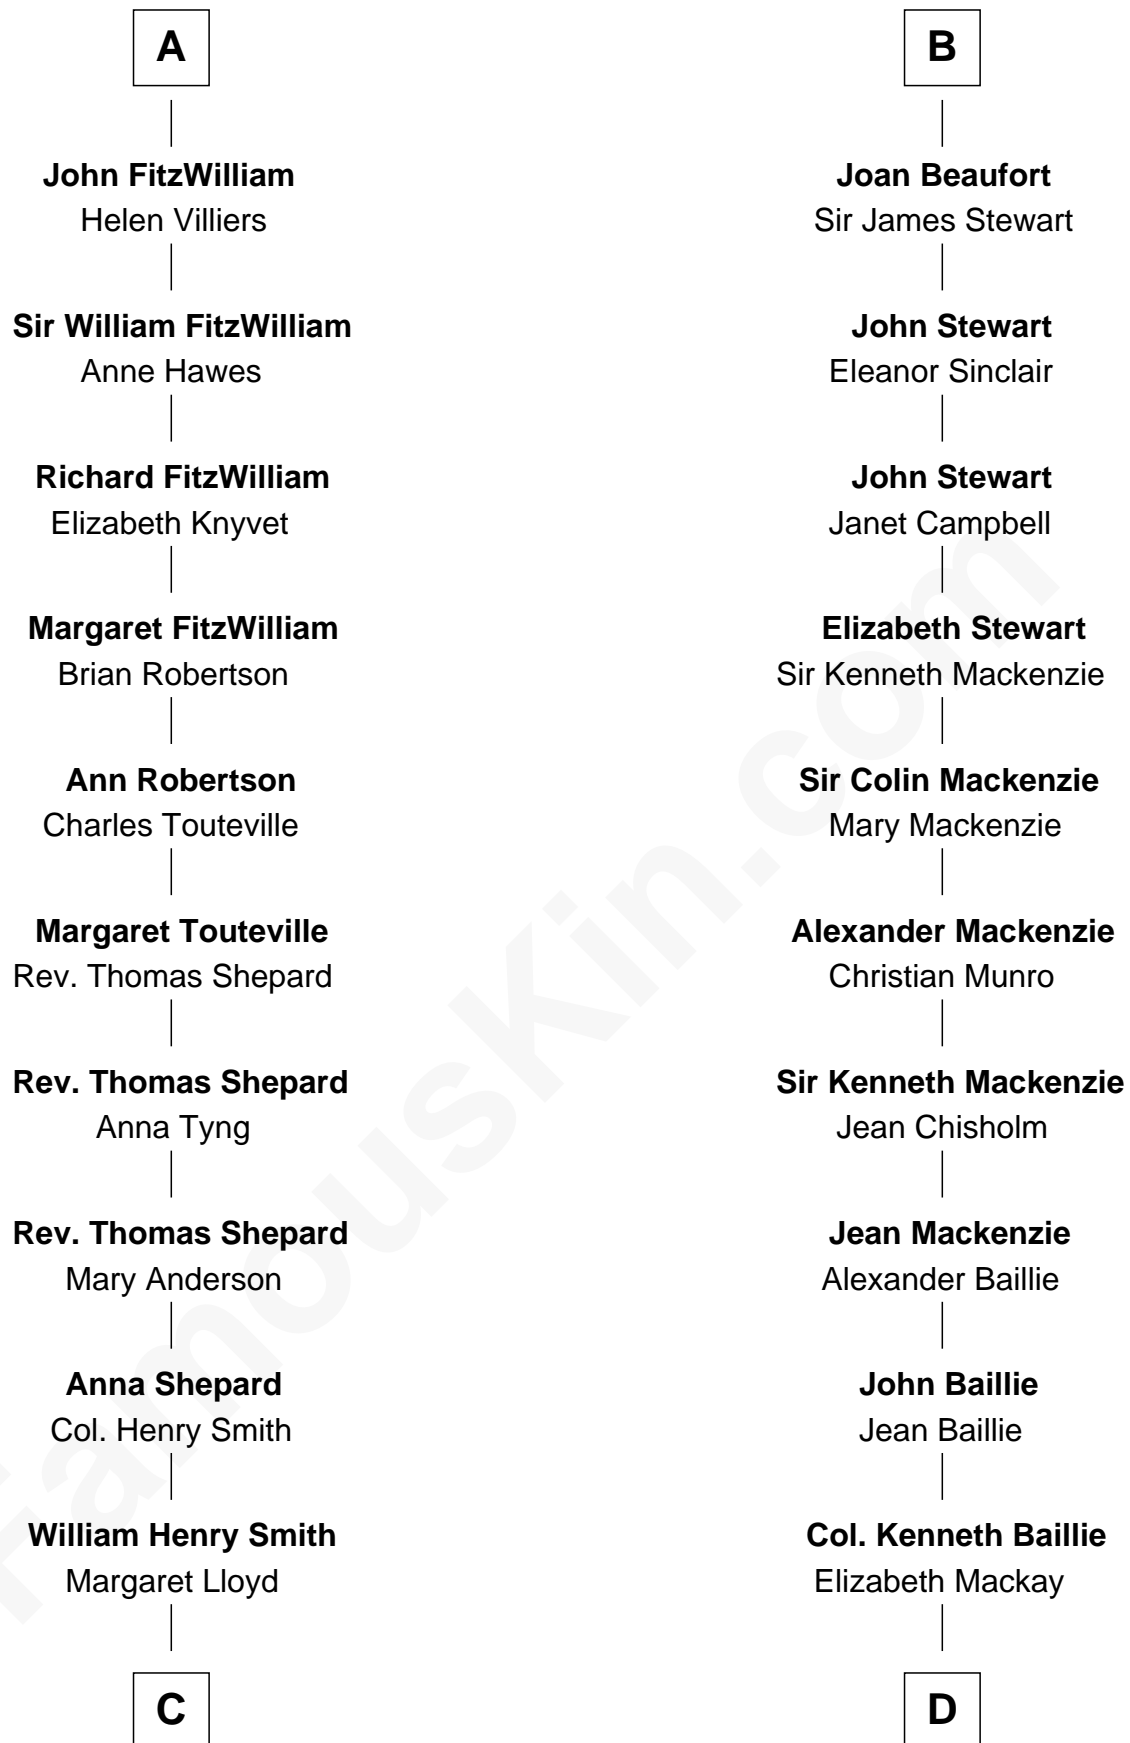 A
John FitzWilliam
Helen Villiers
Sir William FitzWilliam
Anne Hawes
Richard FitzWilliam
Elizabeth Knyvet
Margaret FitzWilliam
Brian Robertson
Ann Robertson
Charles Touteville
Margaret Touteville
Rev. Thomas Shepard
Rev. Thomas Shepard
Anna Tyng
Rev. Thomas Shepard
Mary Anderson
Anna Shepard
Col. Henry Smith
William Henry Smith
Margaret Lloyd
C
B
Joan Beaufort
Sir James Stewart
John Stewart
Eleanor Sinclair
John Stewart
Janet Campbell
Elizabeth Stewart
Sir Kenneth Mackenzie
Sir Colin Mackenzie
Mary Mackenzie
Alexander Mackenzie
Christian Munro
Sir Kenneth Mackenzie
Jean Chisholm
Jean Mackenzie
Alexander Baillie
John Baillie
Jean Baillie
Col. Kenneth Baillie
Elizabeth Mackay
D
FamousKin.com